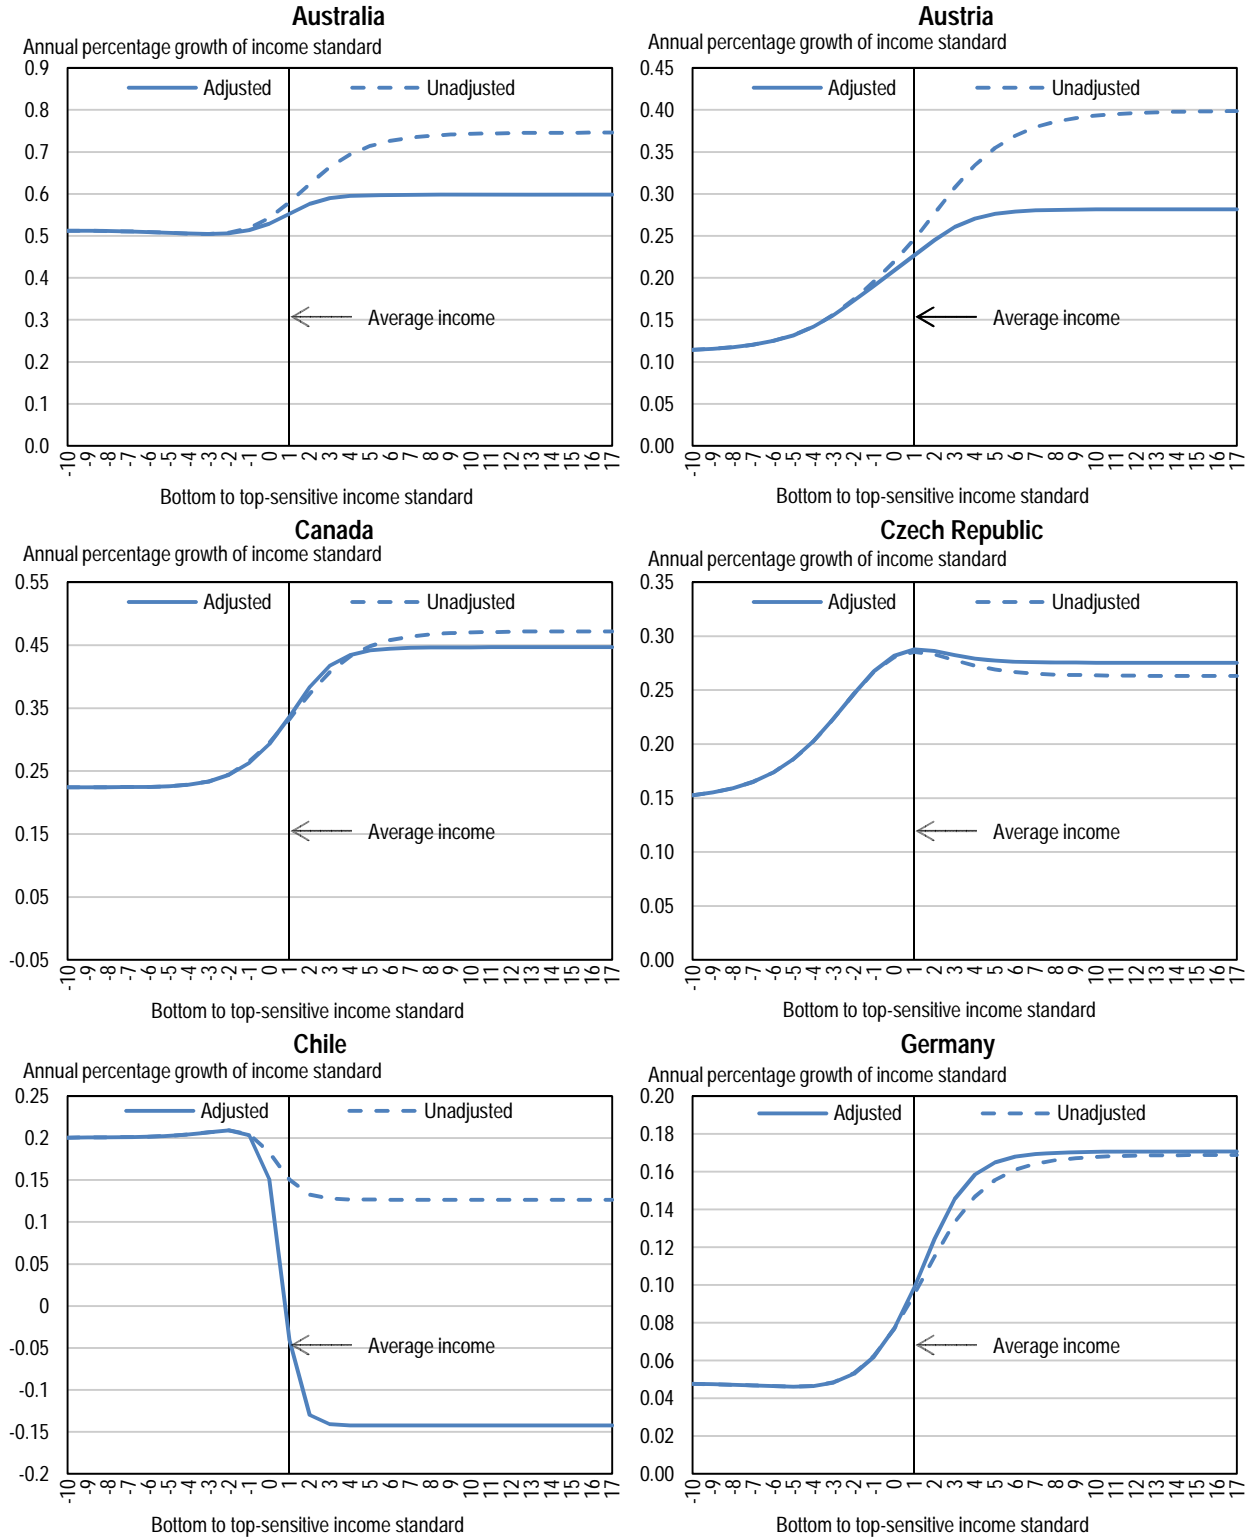 Australia
Annual percentage growth of income standard
Adjusted
Unadjusted
0.9
0.8
0.7
0.6
0.5
0.4
0.3
0.2
0.1
0.0
Average income
-10 -9 -8 -7 -6 -5 -4 -3 -2 -1 0 1 2 3 4 5 6 7 8 9 10 11 12 13 14 15 16 17
Bottom to top-sensitive income standard
Austria
Annual percentage growth of income standard
Adjusted
Unadjusted
0.45
0.40
0.35
0.30
0.25
0.20
0.15
0.10
0.05
0.00
Average income
-10 -9 -8 -7 -6 -5 -4 -3 -2 -1 0 1 2 3 4 5 6 7 8 9 10 11 12 13 14 15 16 17
Bottom to top-sensitive income standard
Canada
Annual percentage growth of income standard
Adjusted
Unadjusted
0.55
0.45
0.35
0.25
0.15
0.05
-0.05
Average income
-10 -9 -8 -7 -6 -5 -4 -3 -2 -1 0 1 2 3 4 5 6 7 8 9 10 11 12 13 14 15 16 17
Bottom to top-sensitive income standard
Czech Republic
Annual percentage growth of income standard
Adjusted
Unadjusted
0.35
0.30
0.25
0.20
0.15
0.10
0.05
0.00
Average income
-10 -9 -8 -7 -6 -5 -4 -3 -2 -1 0 1 2 3 4 5 6 7 8 9 10 11 12 13 14 15 16 17
Bottom to top-sensitive income standard
Chile
Annual percentage growth of income standard
Adjusted
Unadjusted
0.25
0.2
0.15
0.1
0.05
0
-0.05
-0.1
-0.15
-0.2
Average income
-10 -9 -8 -7 -6 -5 -4 -3 -2 -1 0 1 2 3 4 5 6 7 8 9 10 11 12 13 14 15 16 17
Bottom to top-sensitive income standard
Germany
Annual percentage growth of income standard
Adjusted
Unadjusted
0.20
0.18
0.16
0.14
0.12
0.10
0.08
0.06
0.04
0.02
0.00
Average income
-10 -9 -8 -7 -6 -5 -4 -3 -2 -1 0 1 2 3 4 5 6 7 8 9 10 11 12 13 14 15 16 17
Bottom to top-sensitive income standard